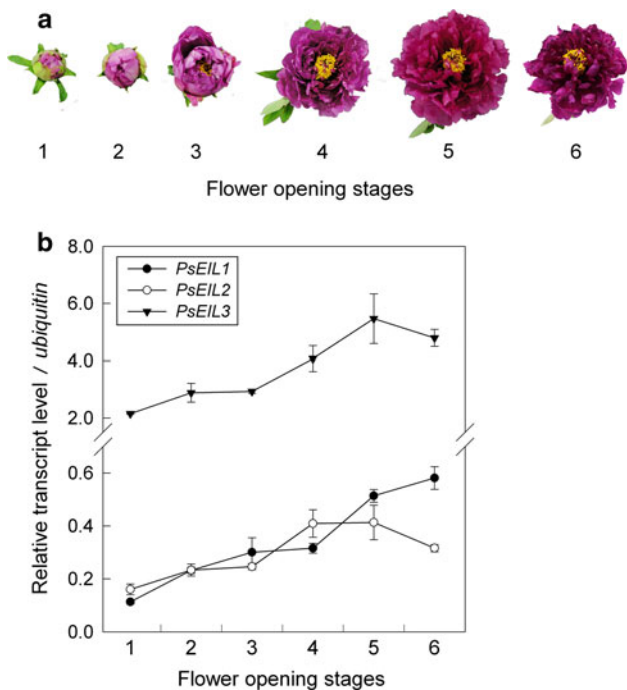 a
1 2 3 4 5 6
Flower opening stages
b
8.0
6.0
4.0
2.0
0.6
0.4
0.2
0.0
Relative transcript level / ubiquitin
PsEIL1
PsEIL2
PsEIL3
1 2 3 4 5 6
Flower opening stages